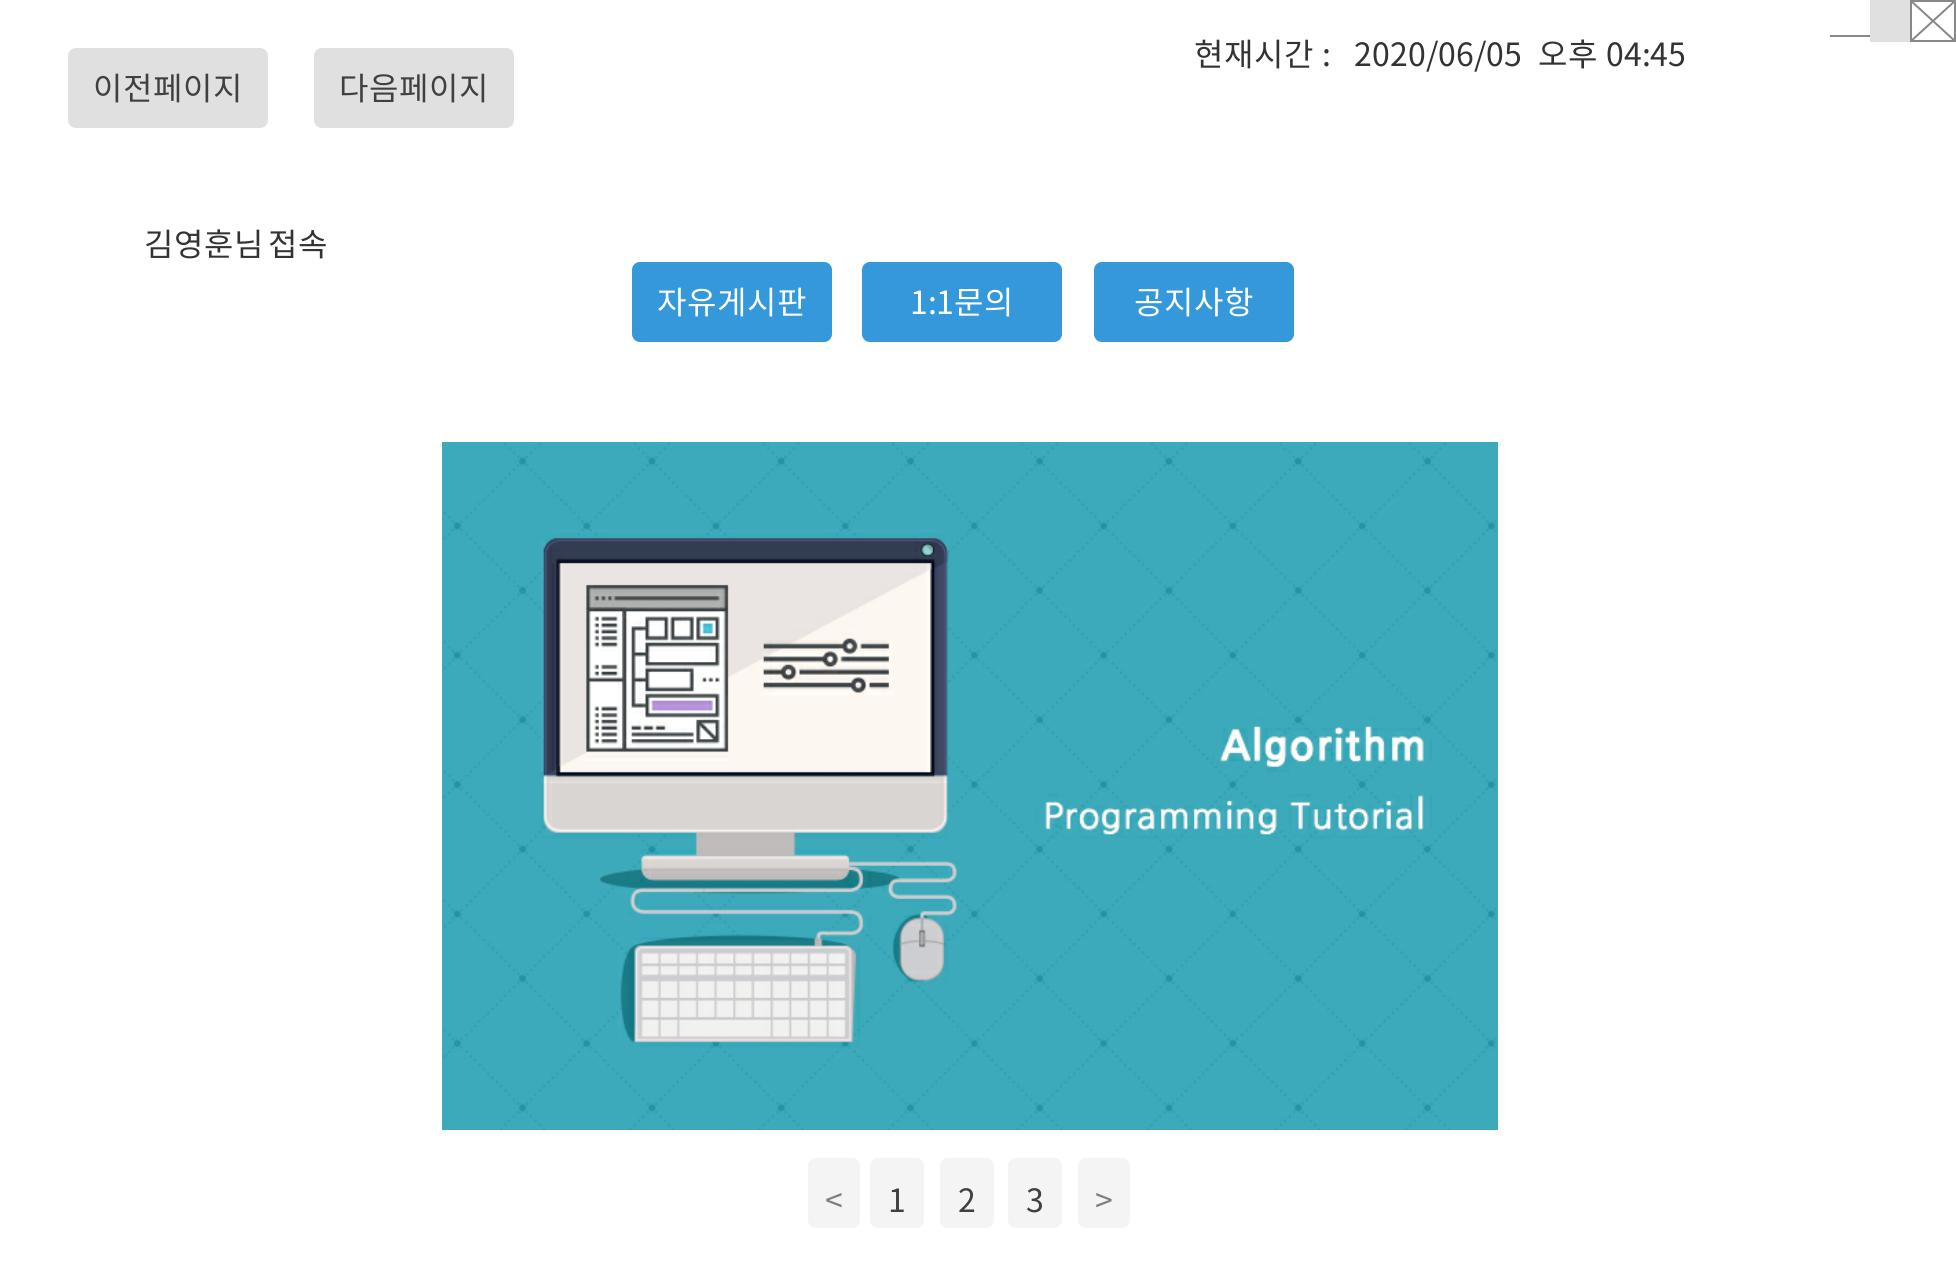 현재시간 : 2020/06/05 오후 04:45
이전페이지 다음페이지
김영훈님 접속
자유게시판 1:1문의 공지사항
Algorithm
Programming Tutorial
< 1 2 3 >